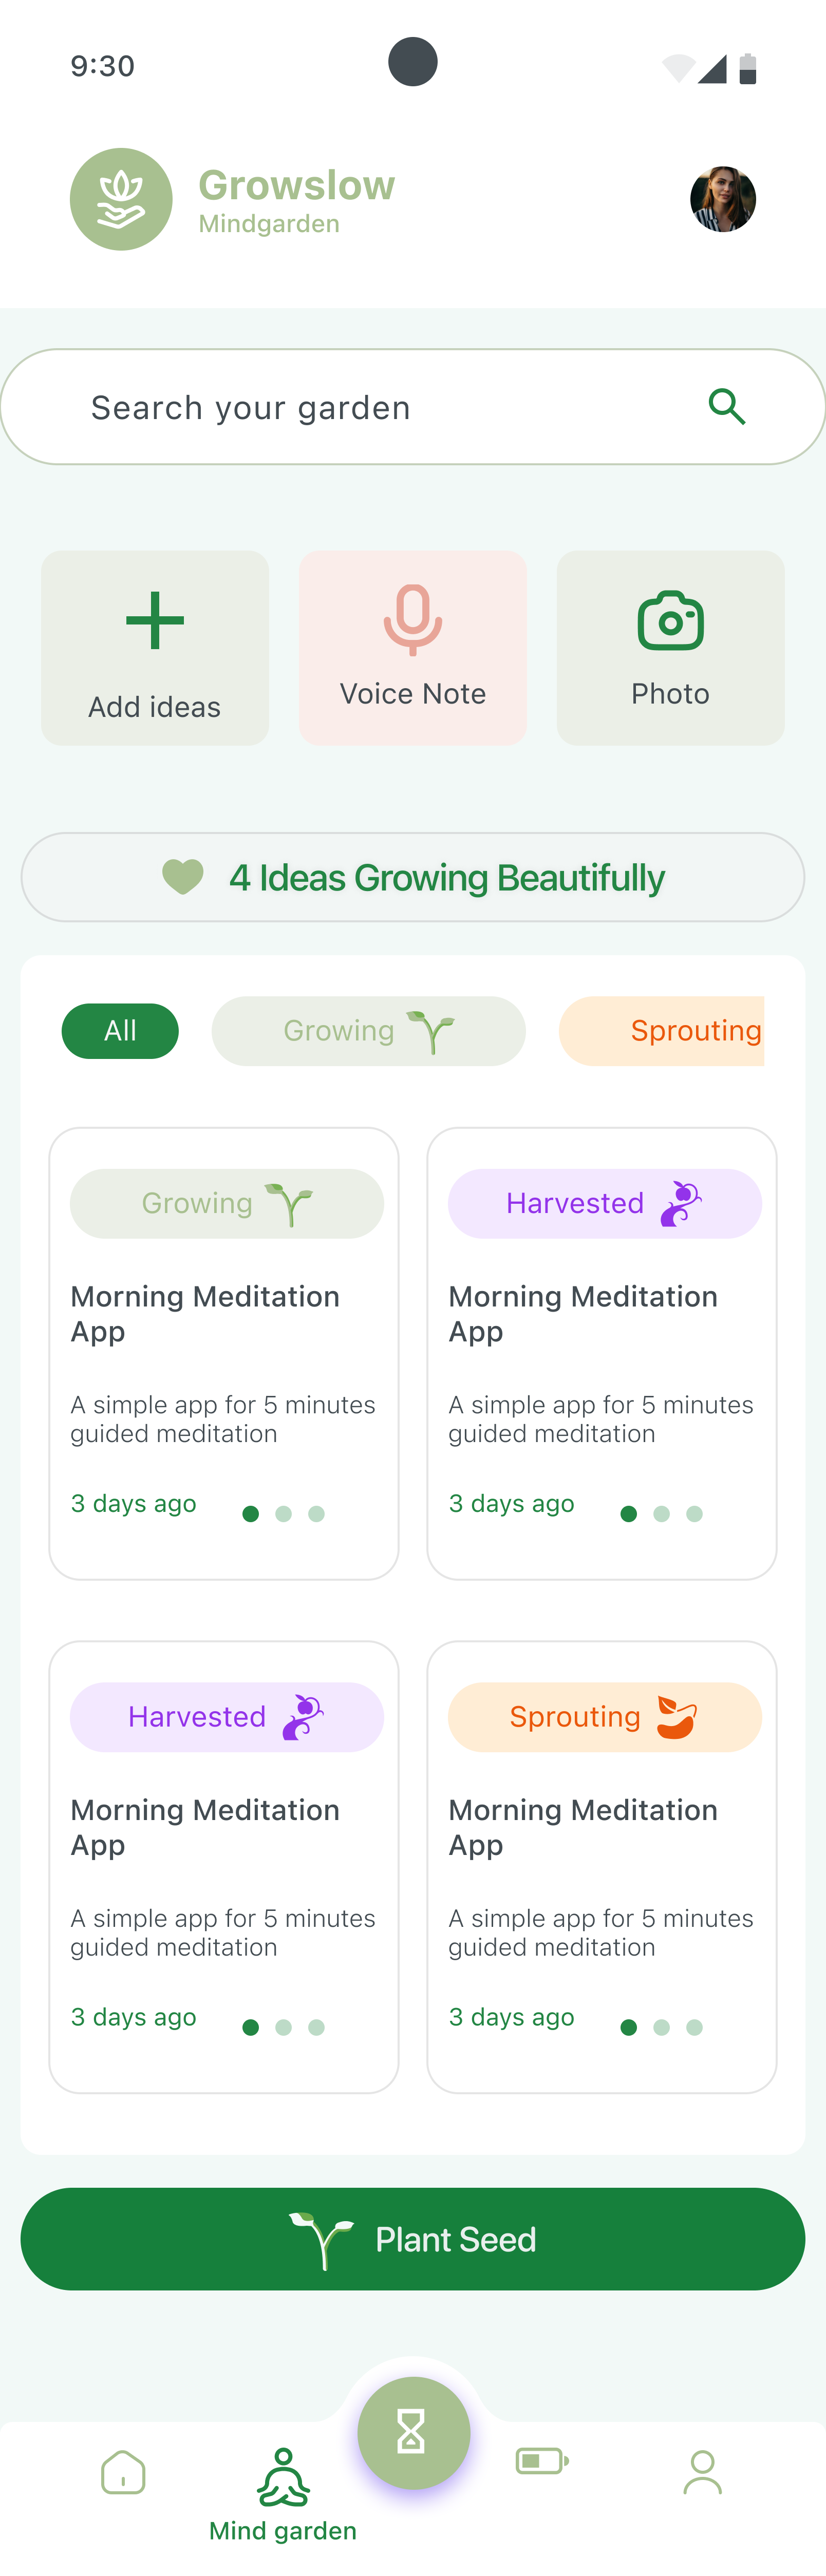 9:30
Growslow
Mindgarden
Search your garden
Add ideas
Voice Note
Photo
4 Ideas Growing Beautifully
All
Growing
Sprouting
Growing
Morning Meditation
App
A simple app for 5 minutes
guided meditation
3 days ago
Harvested
Morning Meditation
App
A simple app for 5 minutes
guided meditation
3 days ago
Harvested
Morning Meditation
App
A simple app for 5 minutes
guided meditation
3 days ago
Sprouting
Morning Meditation
App
A simple app for 5 minutes
guided meditation
3 days ago
Plant Seed
Mind garden